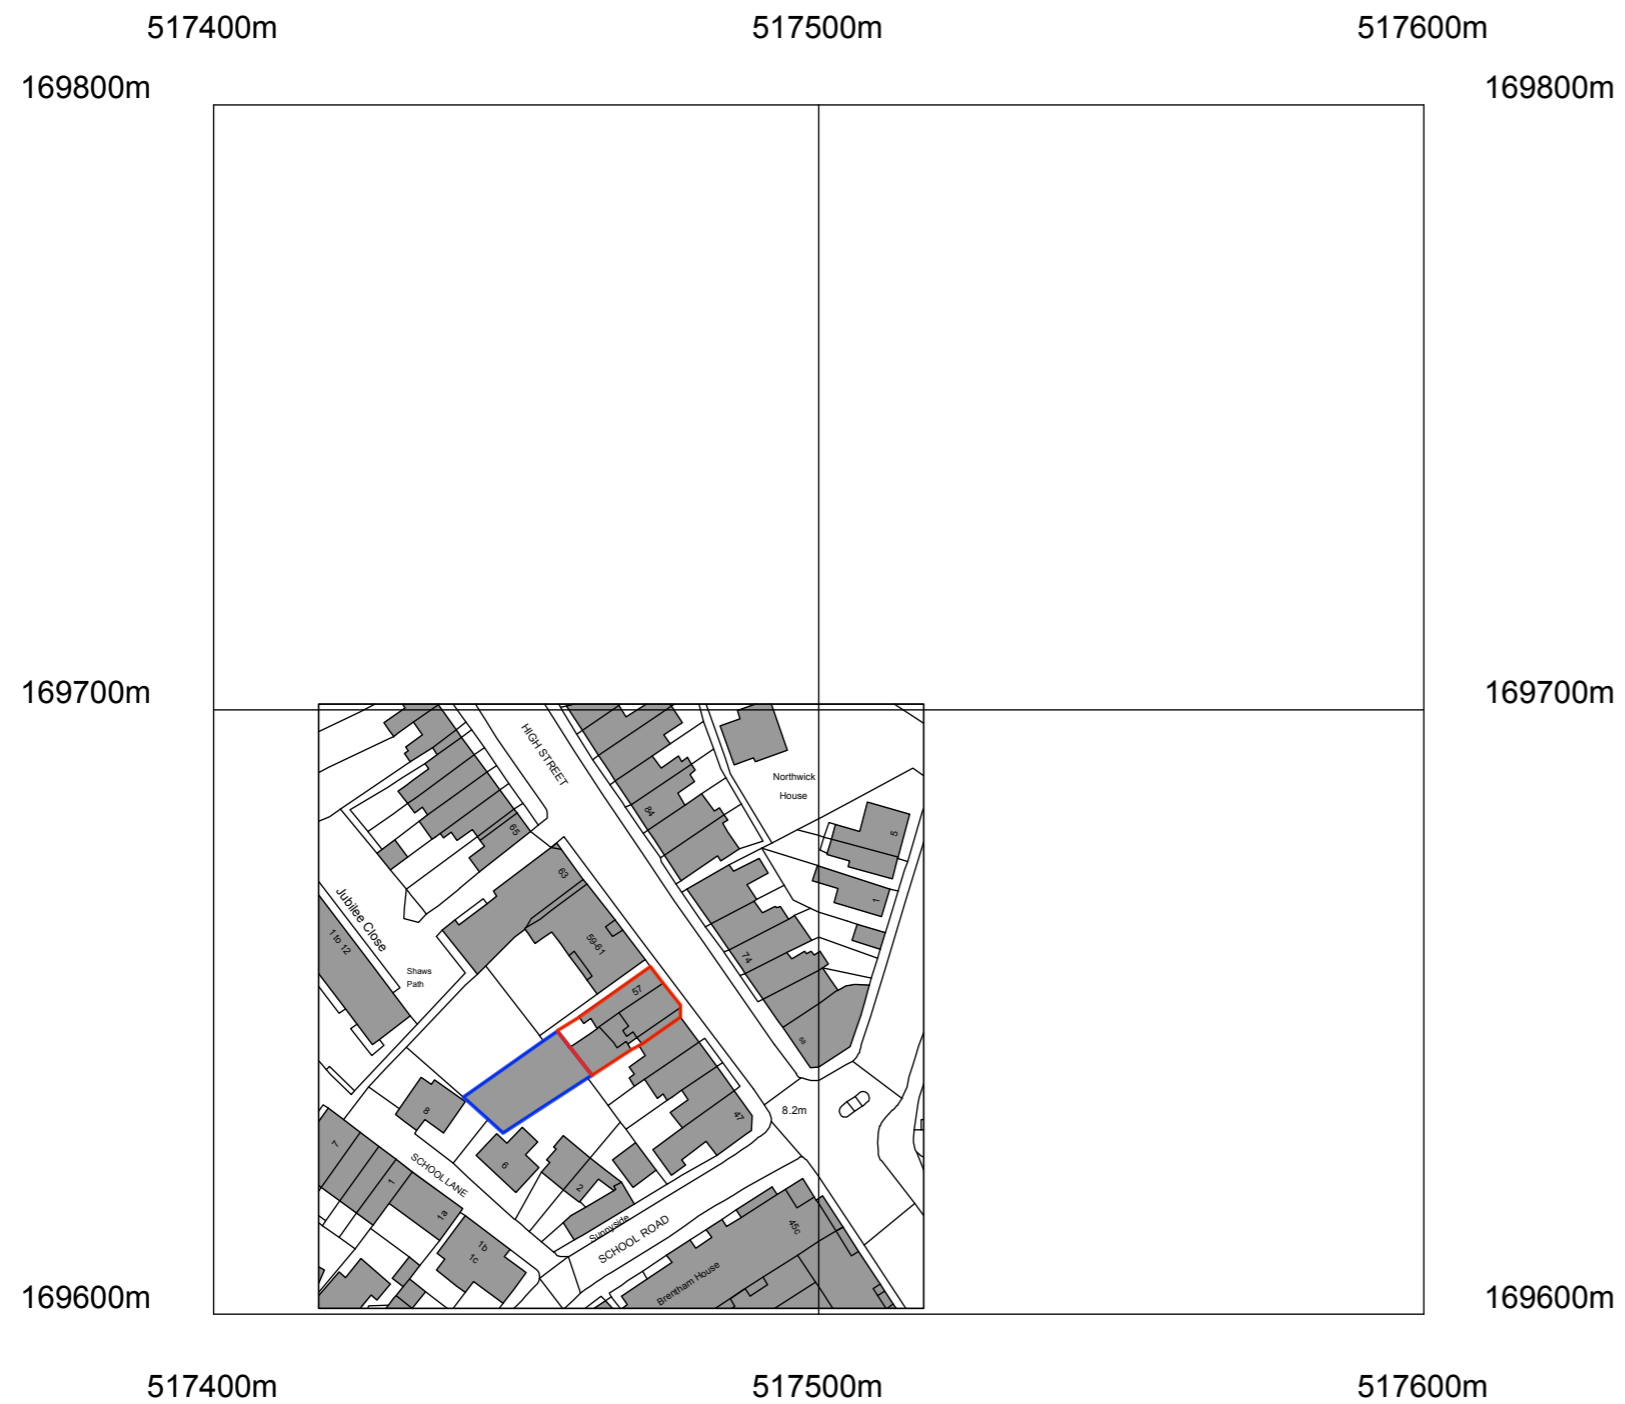 517400m 517500m 517600m
169800m 169800m
169700m 169700m
HIGH STREET
Northwick
House
84
65
5
63
1
Jubilee Close
1 to 12
59-61
74
Shaws
Path
57
68
8
8.2m
47
7
6
SCHOOL LANE
1
2
1a
Sunnyside
SCHOOL ROAD
45c
1b
1c
Brentham House
169600m 169600m
517400m 517500m 517600m